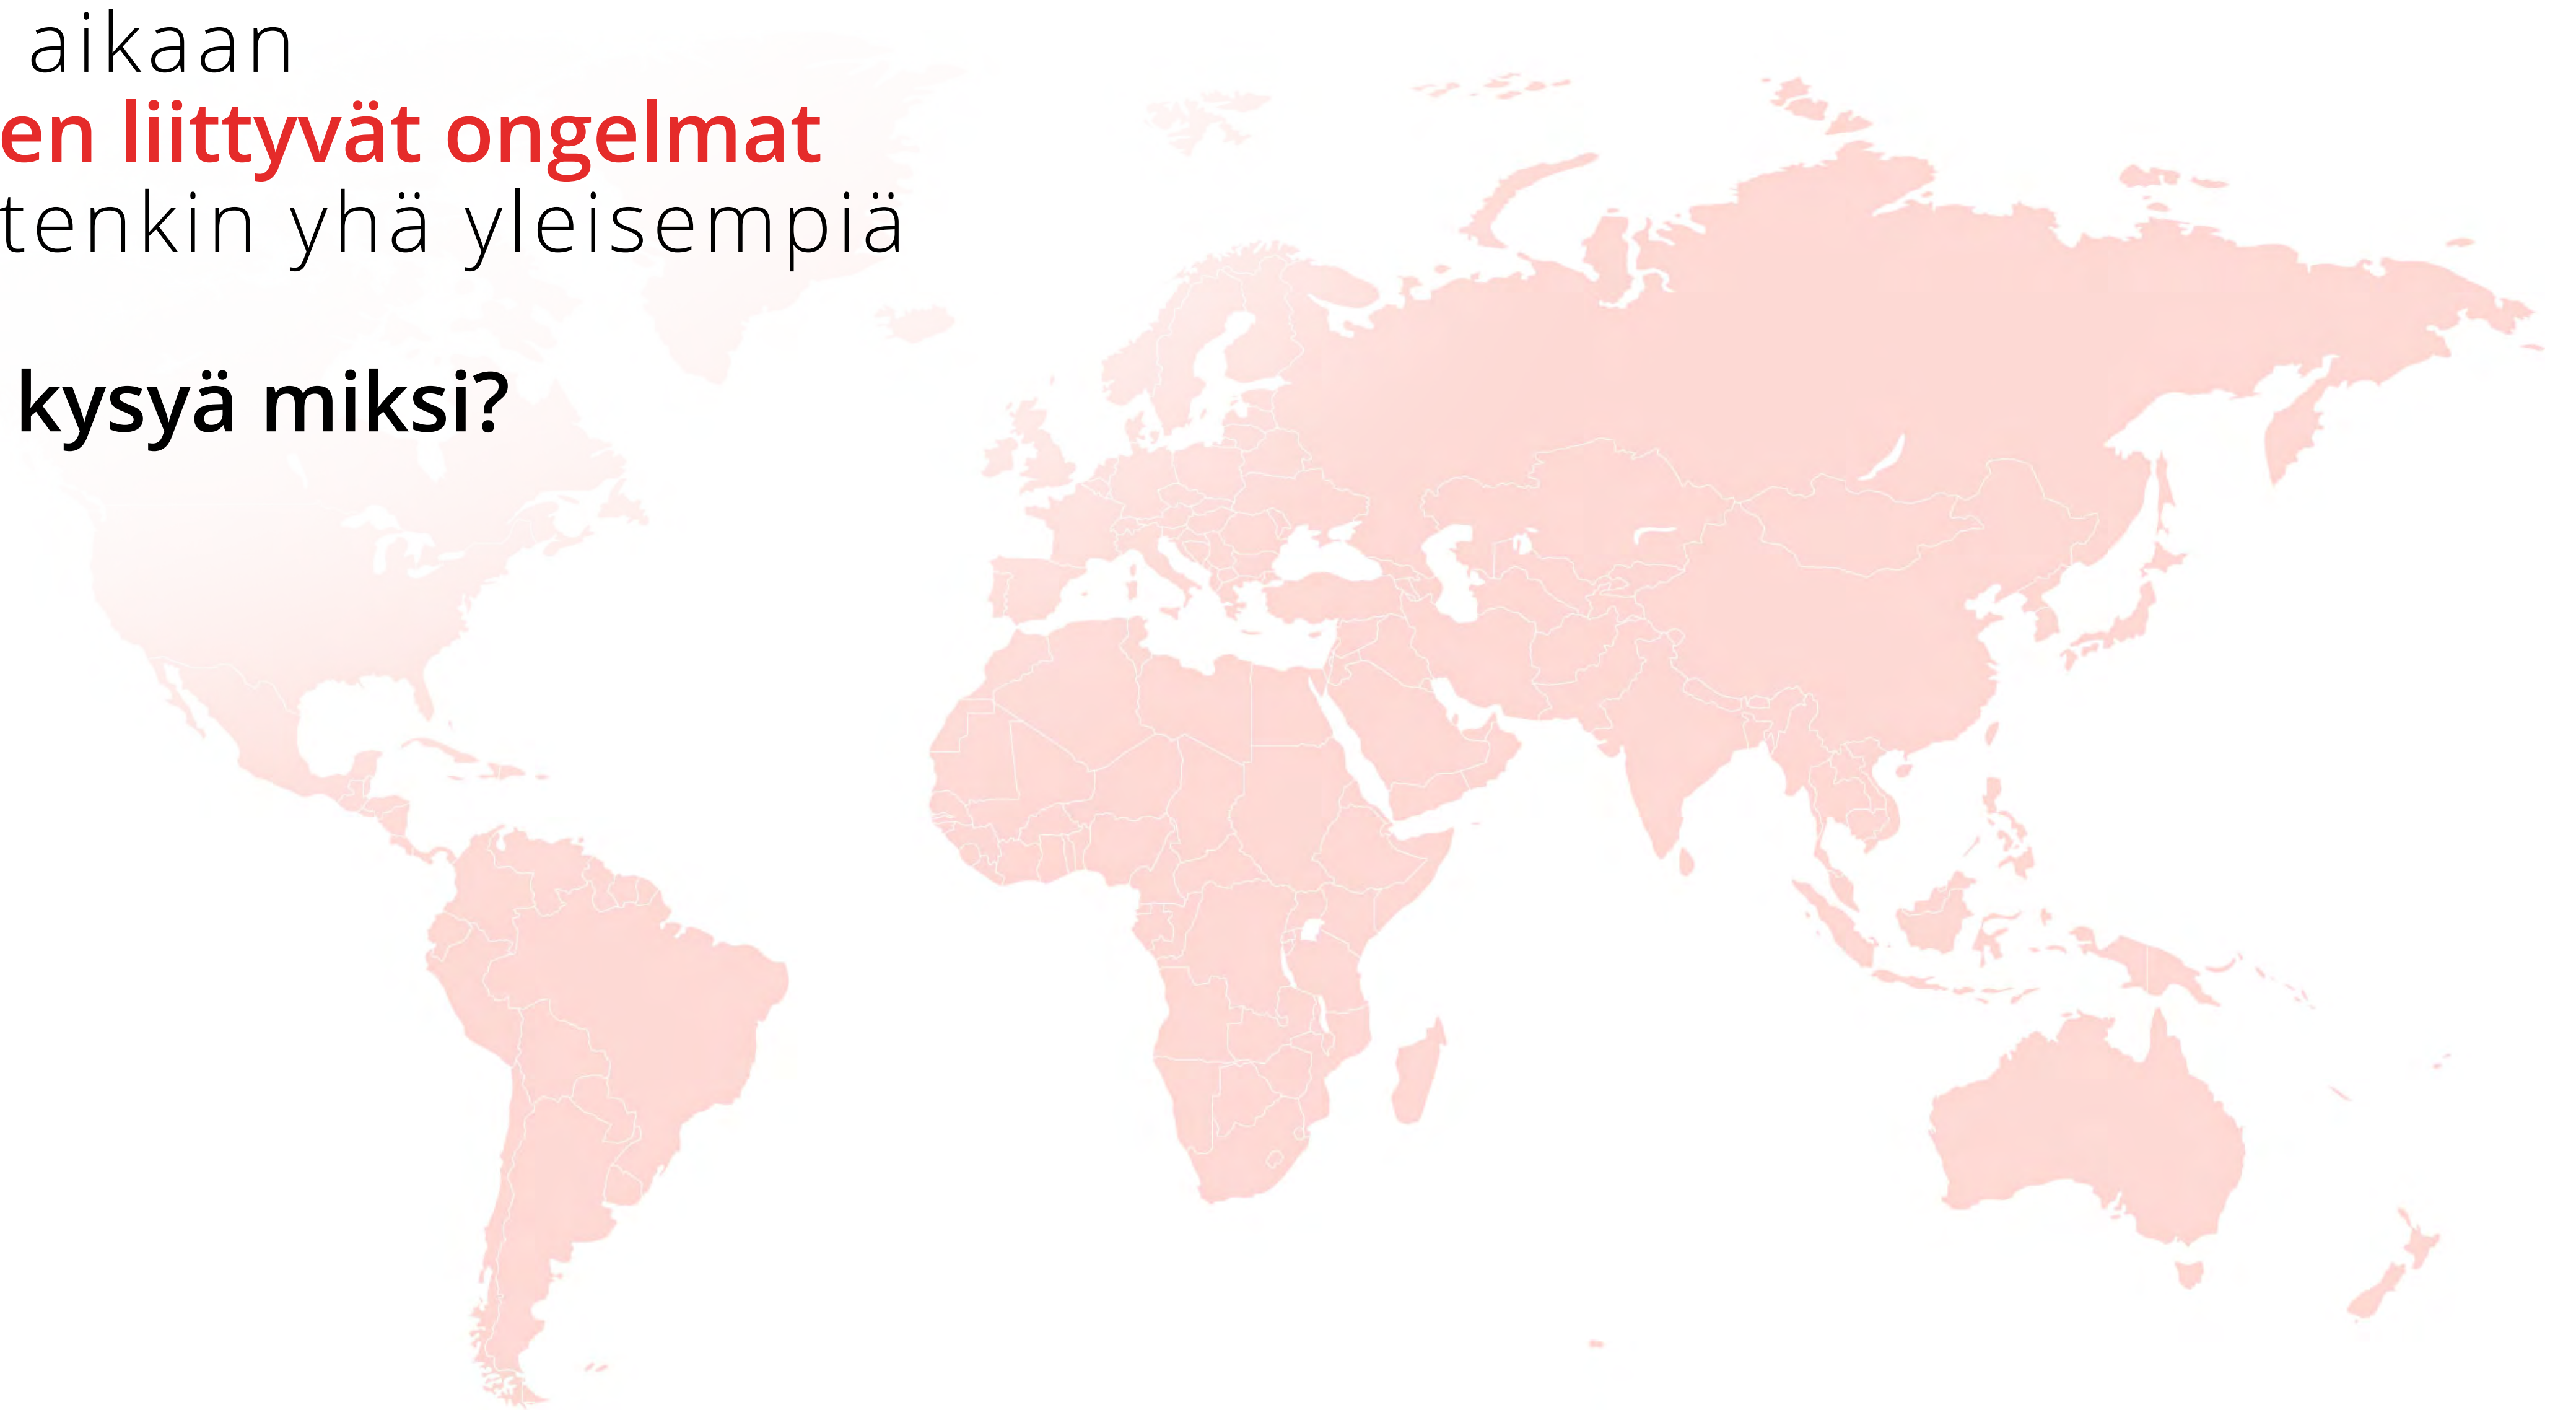 aikaan
en liittyvät ongelmat
tenkin yhä yleisempiä
kysyä miksi?